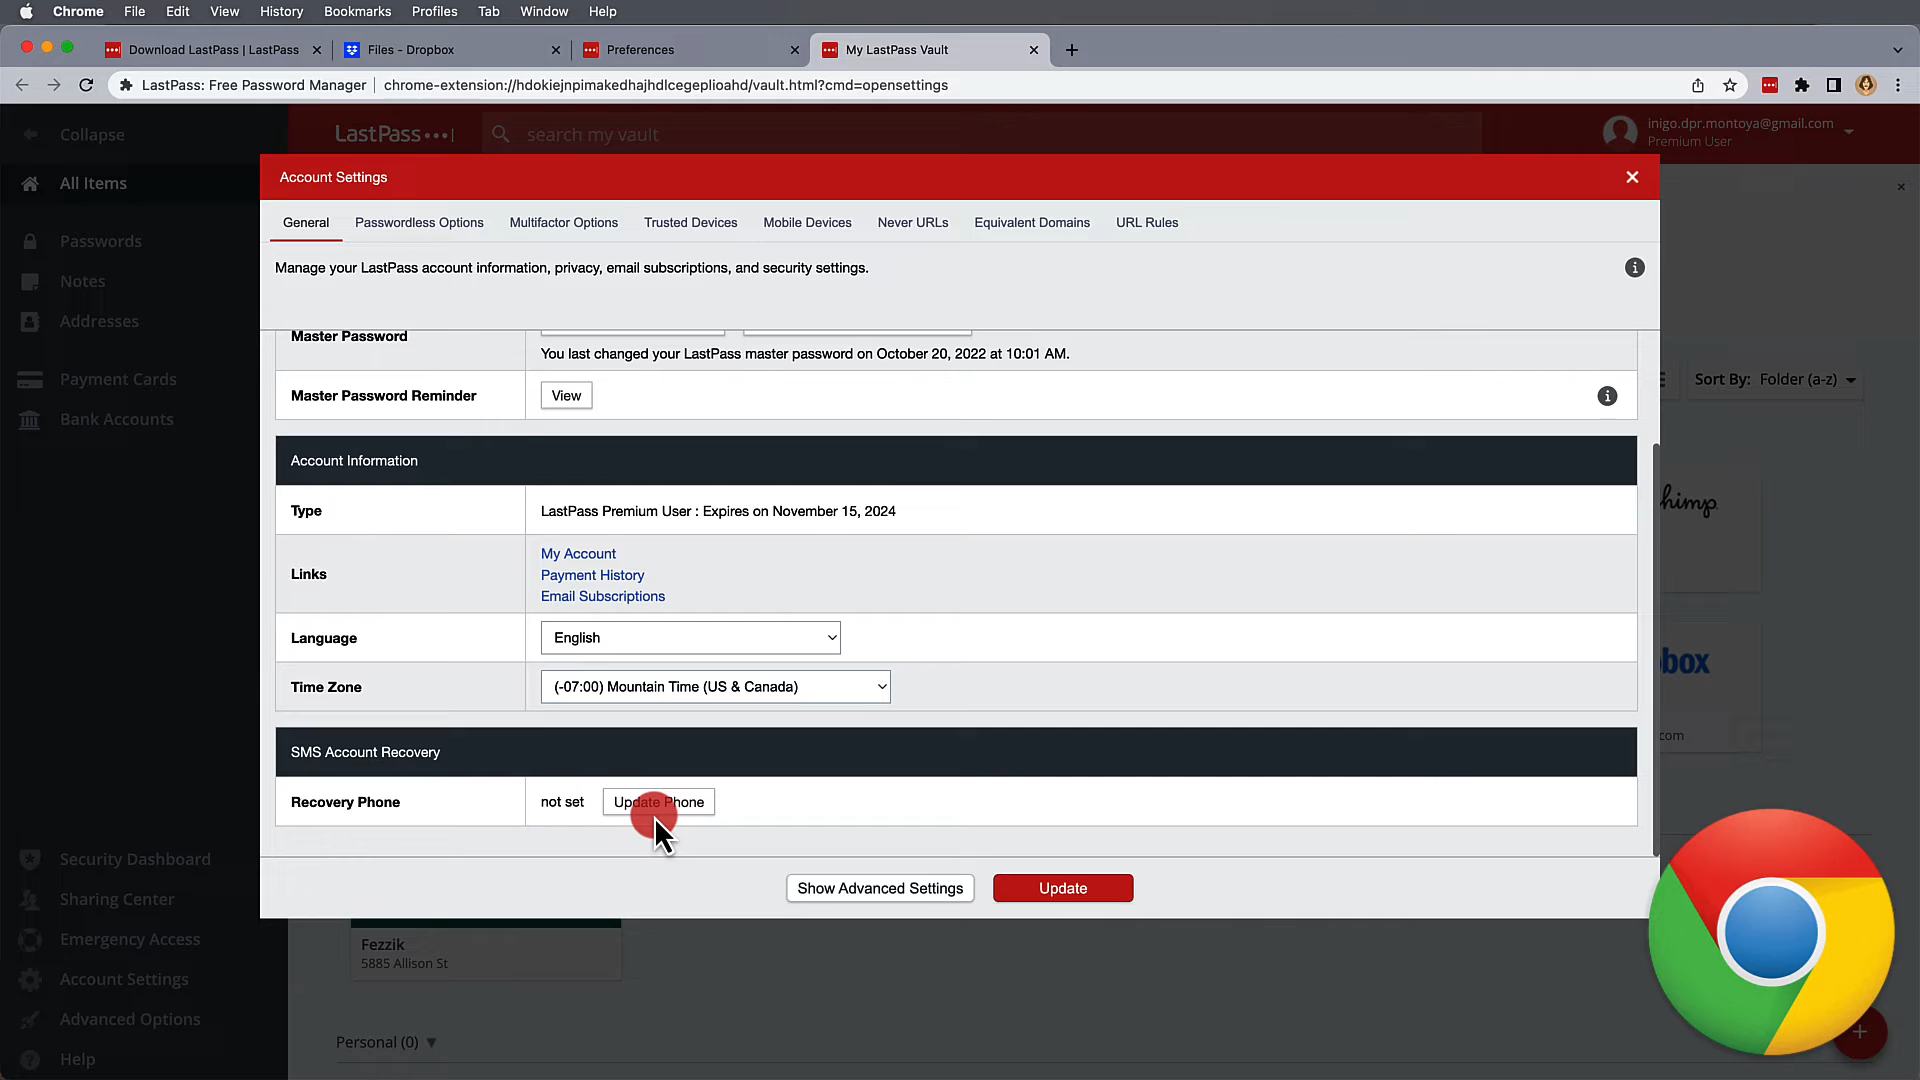 Chrome File Edit View History Bookmarks Profiles Tab Window Help
Download LastPass | LastPass
Files - Dropbox
Preferences
My LastPass Vault
LastPass: Free Password Manager
chrome-extension://hdokiejnpimakedhajhdlcegeplioahd/vault.html?cmd=opensettings
Collapse
LastPass
search my vault
inigo.dpr.montoya@gmail.com
Premium User
All Items
Passwords
Notes
Addresses
Payment Cards
Bank Accounts
Security Dashboard
Sharing Center
Emergency Access
Account Settings
Advanced Options
Help
Account Settings
General Passwordless Options Multifactor Options Trusted Devices Mobile Devices Never URLs Equivalent Domains URL Rules
Manage your LastPass account information, privacy, email subscriptions, and security settings.
Master Password
You last changed your LastPass master password on October 20, 2022 at 10:01 AM.
Master Password Reminder View
Account Information
Type LastPass Premium User : Expires on November 15, 2024
Links
My Account
Payment History
Email Subscriptions
Language English
Time Zone (-07:00) Mountain Time (US & Canada)
SMS Account Recovery
Recovery Phone not set Update Phone
Show Advanced Settings Update
Sort By: Folder (a-z)
himp
box
com
Fezzik
5885 Allison St
Personal (0)